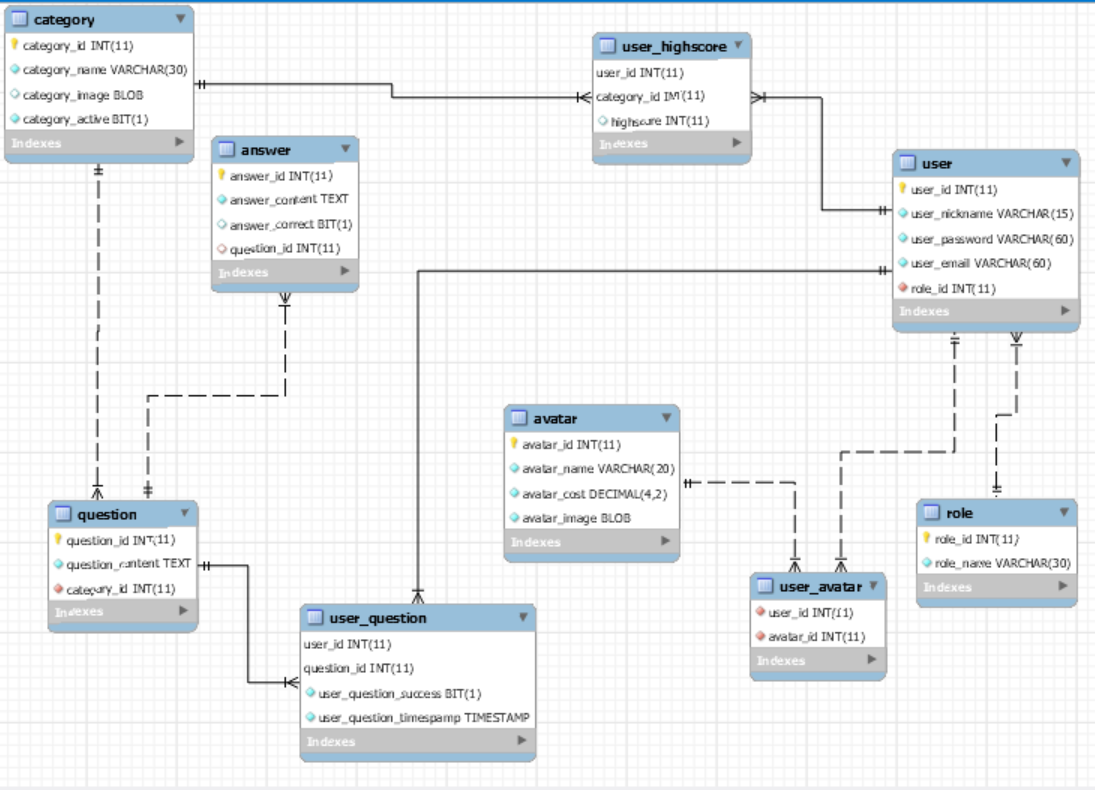 category
category_id INT(11)
category_name VARCHAR(30)
category_image BLOB
category_active BIT(1)
Indexes
user_highscore
user_id INT(11)
category_id INT(11)
highscore INT(11)
Indexes
answer
answer_id INT(11)
answer_content TEXT
answer_correct BIT(1)
question_id INT(11)
Indexes
user
user_id INT(11)
user_nickname VARCHAR(15)
user_password VARCHAR(60)
user_email VARCHAR(60)
role_id INT(11)
Indexes
avatar
avatar_id INT(11)
avatar_name VARCHAR(20)
avatar_cost DECIMAL(4,2)
avatar_image BLOB
Indexes
question
question_id INT(11)
question_content TEXT
category_id INT(11)
Indexes
role
role_id INT(11)
role_name VARCHAR(30)
Indexes
user_avatar
user_id INT(11)
avatar_id INT(11)
Indexes
user_question
user_id INT(11)
question_id INT(11)
user_question_success BIT(1)
user_question_timespamp TIMESTAMP
Indexes